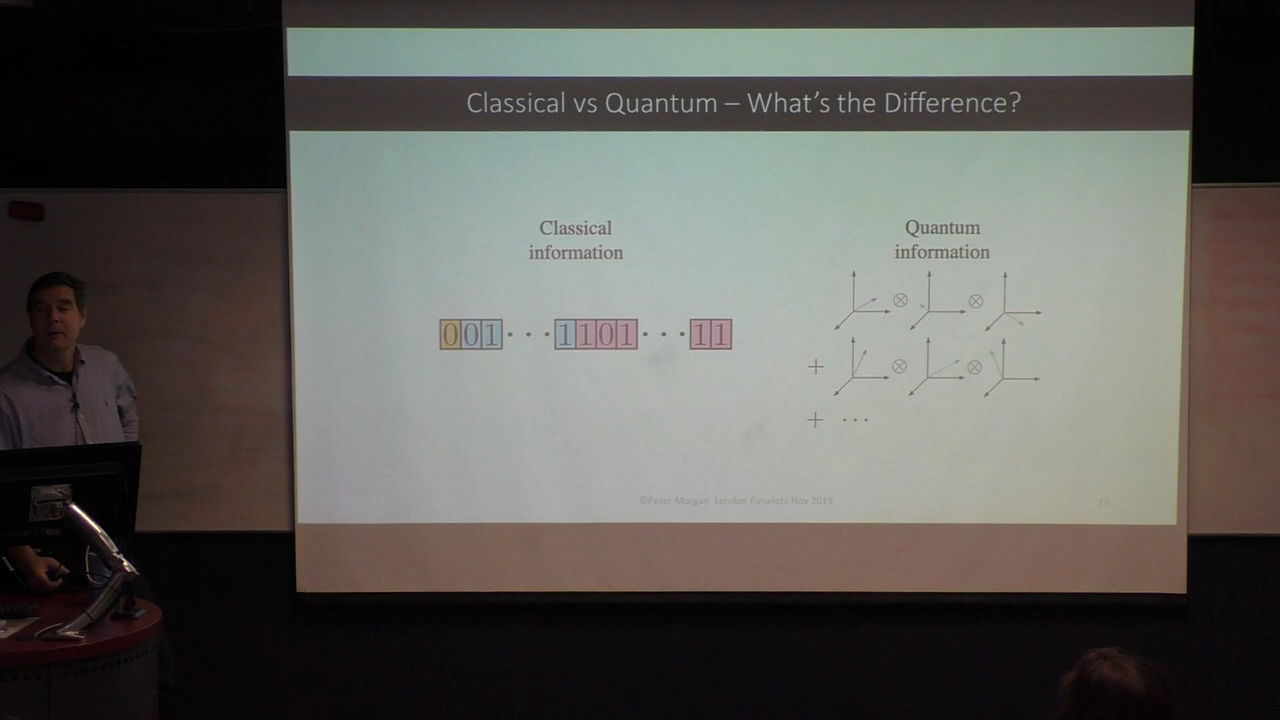 Classical vs Quantum – What's the Difference?
Classical
information
Quantum
information
001···1101···11
⊗ ⊗
+ ⊗ ⊗
+ ···
©Peter Morgan London Futurists Nov 2019
13